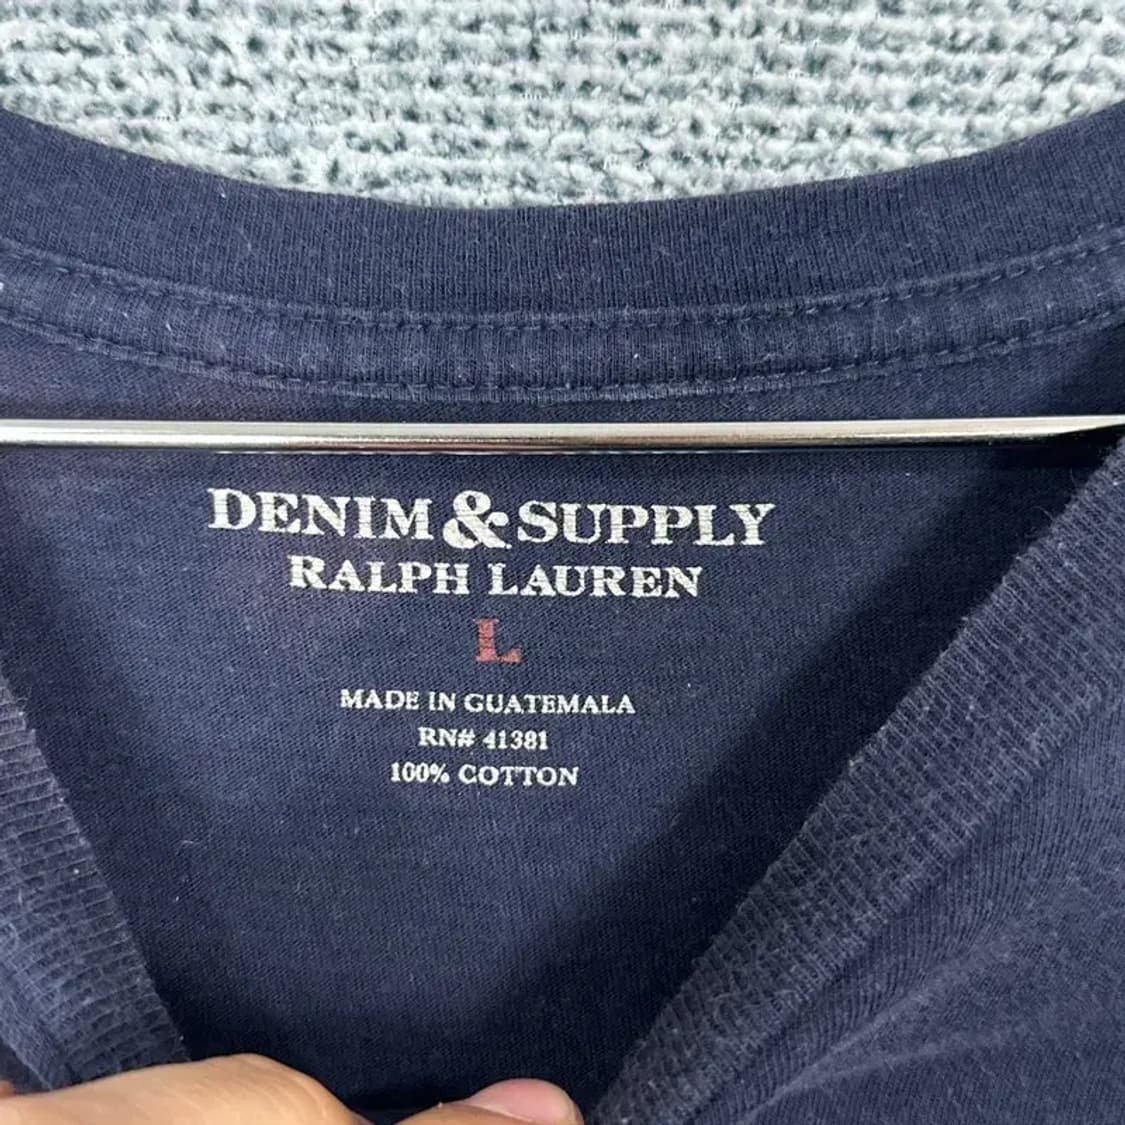 DENIM & SUPPLY
RALPH LAUREN
L
MADE IN GUATEMALA
RN# 41381
100% COTTON